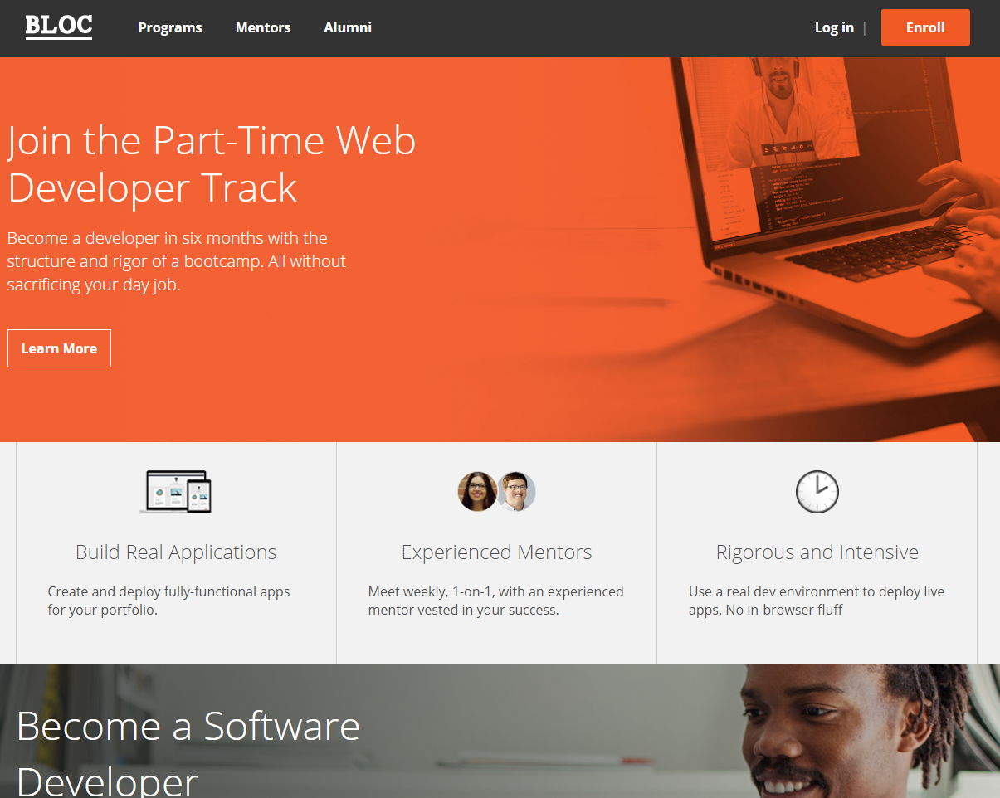 BLOC
Programs
Mentors
Alumni
Log in |
Enroll
Join the Part-Time Web
Developer Track
Become a developer in six months with the
structure and rigor of a bootcamp. All without
sacrificing your day job.
Learn More
Build Real Applications
Create and deploy fully-functional apps
for your portfolio.
Experienced Mentors
Meet weekly, 1-on-1, with an experienced
mentor vested in your success.
Rigorous and Intensive
Use a real dev environment to deploy live
apps. No in-browser fluff
Become a Software
Developer